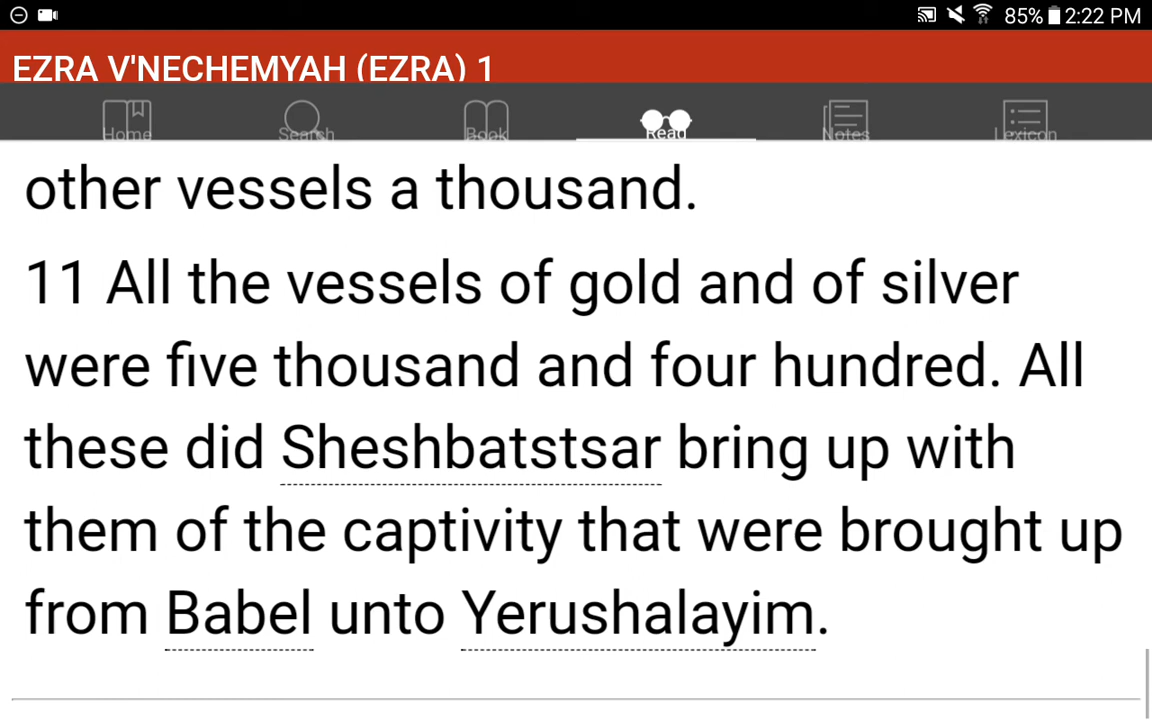 85% 2:22 PM
EZRA V'NECHEMYAH (EZRA) 1
Home Search Book Read Notes Lexicon
other vessels a thousand.
11 All the vessels of gold and of silver
were five thousand and four hundred. All
these did Sheshbatstsar bring up with
them of the captivity that were brought up
from Babel unto Yerushalayim.